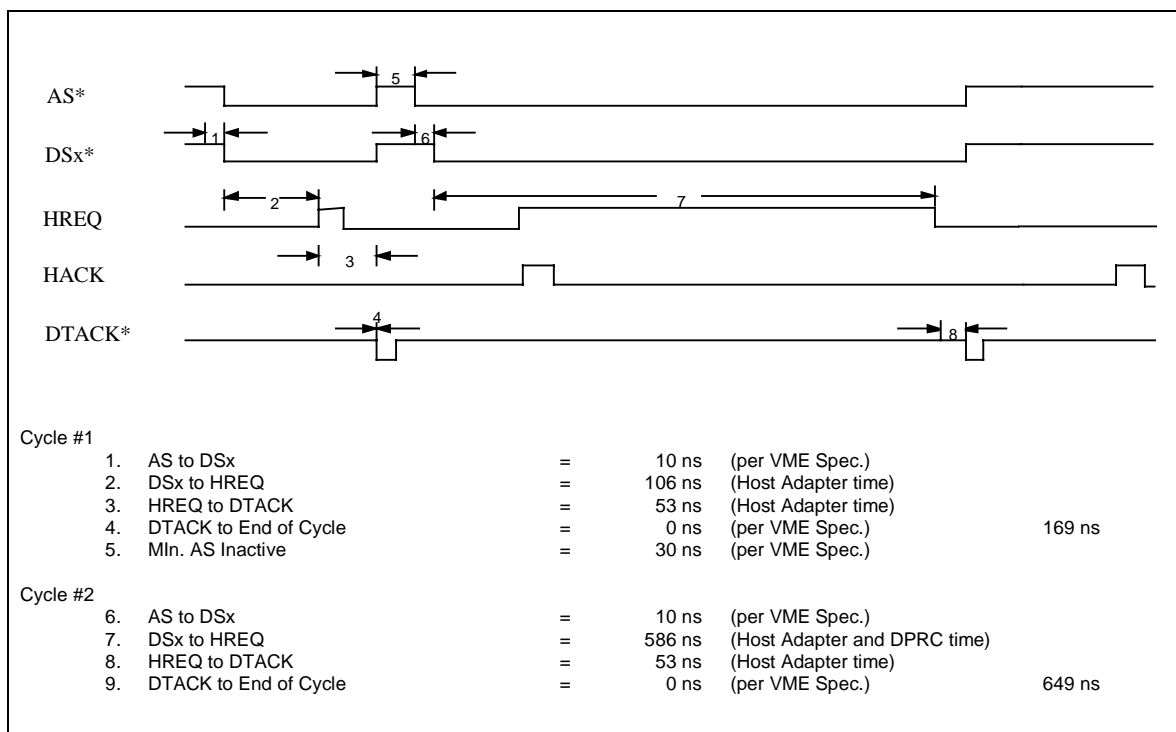 5
AS*
1
6
DSx*
2
7
HREQ
3
HACK
4
DTACK*
8
Cycle #1
1. AS to DSx = 10 ns (per VME Spec.)
2. DSx to HREQ = 106 ns (Host Adapter time)
3. HREQ to DTACK = 53 ns (Host Adapter time)
4. DTACK to End of Cycle = 0 ns (per VME Spec.) 169 ns
5. MIn. AS Inactive = 30 ns (per VME Spec.)
Cycle #2
6. AS to DSx = 10 ns (per VME Spec.)
7. DSx to HREQ = 586 ns (Host Adapter and DPRC time)
8. HREQ to DTACK = 53 ns (Host Adapter time)
9. DTACK to End of Cycle = 0 ns (per VME Spec.) 649 ns